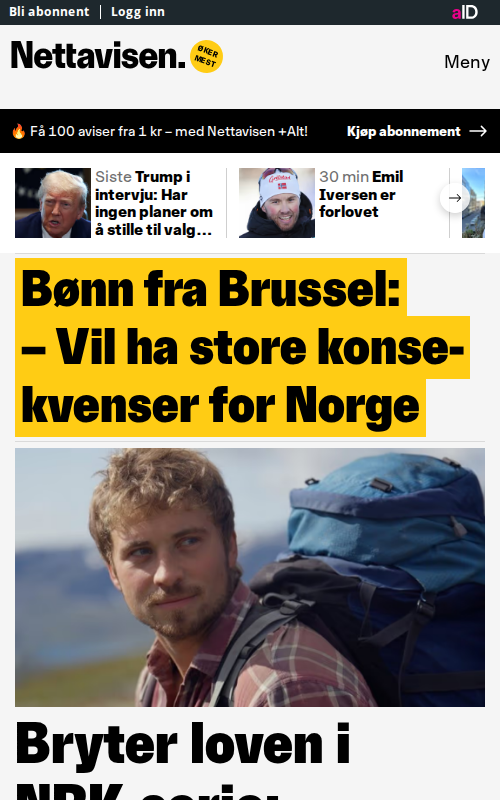 Bli abonnent
Logg inn
aID
Nettavisen.
ØKER
MEST
Meny
🔥 Få 100 aviser fra 1 kr – med Nettavisen +Alt!
Kjøp abonnement →
Siste Trump i
intervju: Har
ingen planer om
å stille til valg...
30 min Emil
Iversen er
forlovet
Bønn fra Brussel:
– Vil ha store konse-
kvenser for Norge
Bryter loven i
NRK-serie: